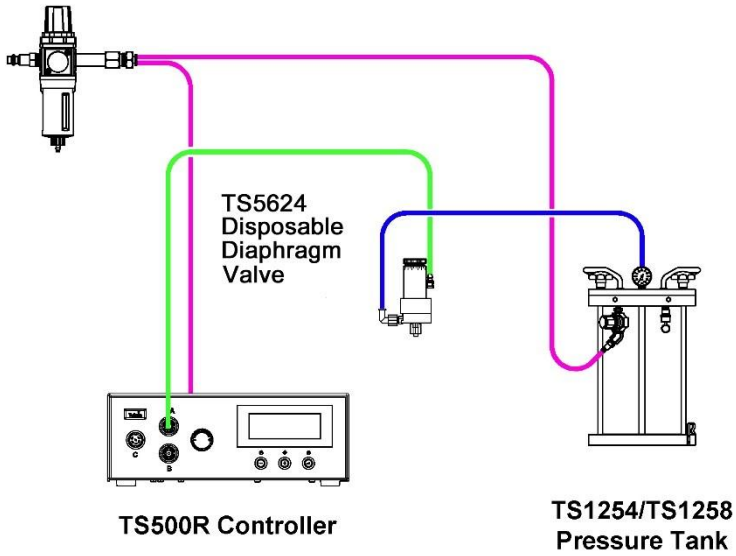 TS5624
Disposable
Diaphragm
Valve
A
C
B
TS500R Controller
TS1254/TS1258
Pressure Tank